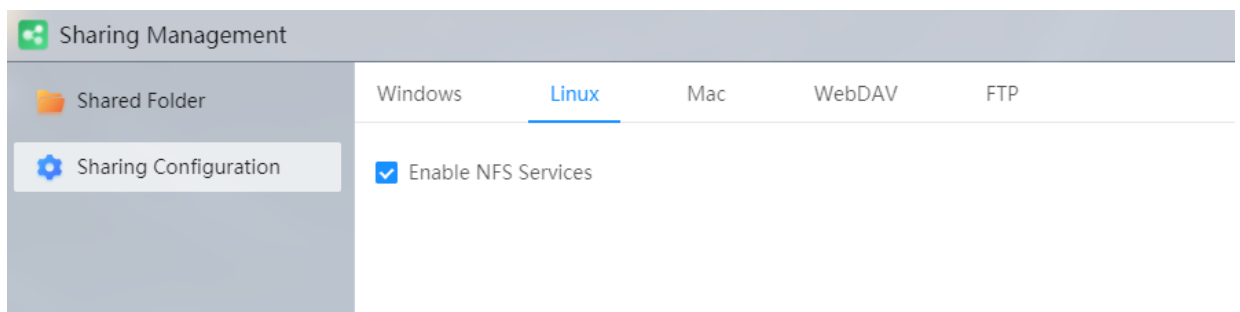 Sharing Management
Shared Folder
Sharing Configuration
Windows Linux Mac WebDAV FTP
Enable NFS Services